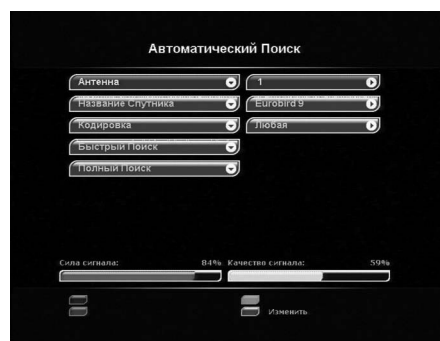 Автоматический Поиск
Антенна 1
Название Спутника Eurobird 9
Кодировка Любая
Быстрый Поиск
Полный Поиск
Сила сигнала: 84% Качество сигнала: 59%
Изменить